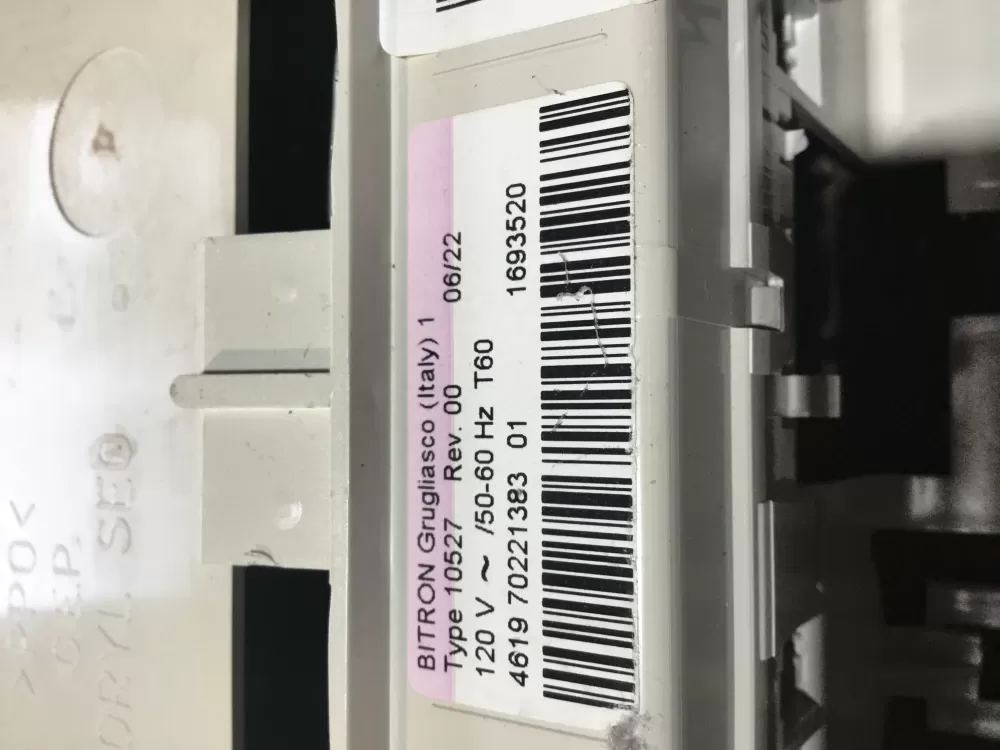 BITRON Grugliasco (Italy) 1
Type 10527 Rev. 00 06/22
120 V ~ /50-60 Hz T60
4619 70221383 01 1693520